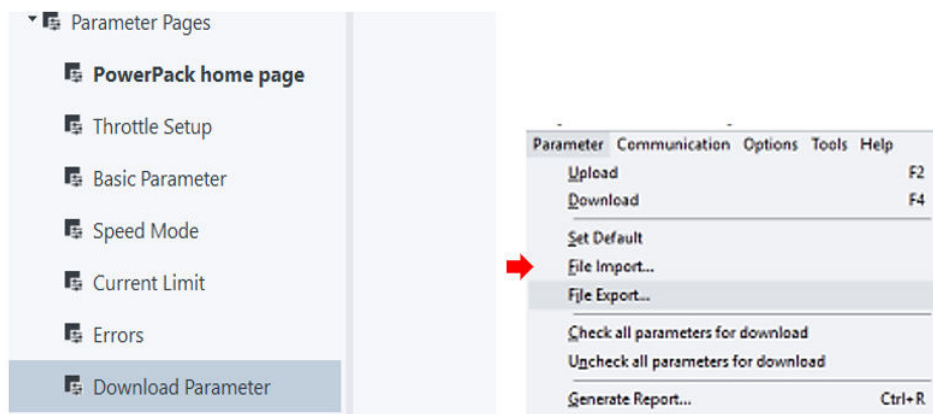 Parameter Pages
PowerPack home page
Throttle Setup
Basic Parameter
Speed Mode
Current Limit
Errors
Download Parameter
Parameter Communication Options Tools Help
Upload F2
Download F4
Set Default
File Import...
File Export...
Check all parameters for download
Uncheck all parameters for download
Generate Report... Ctrl+R